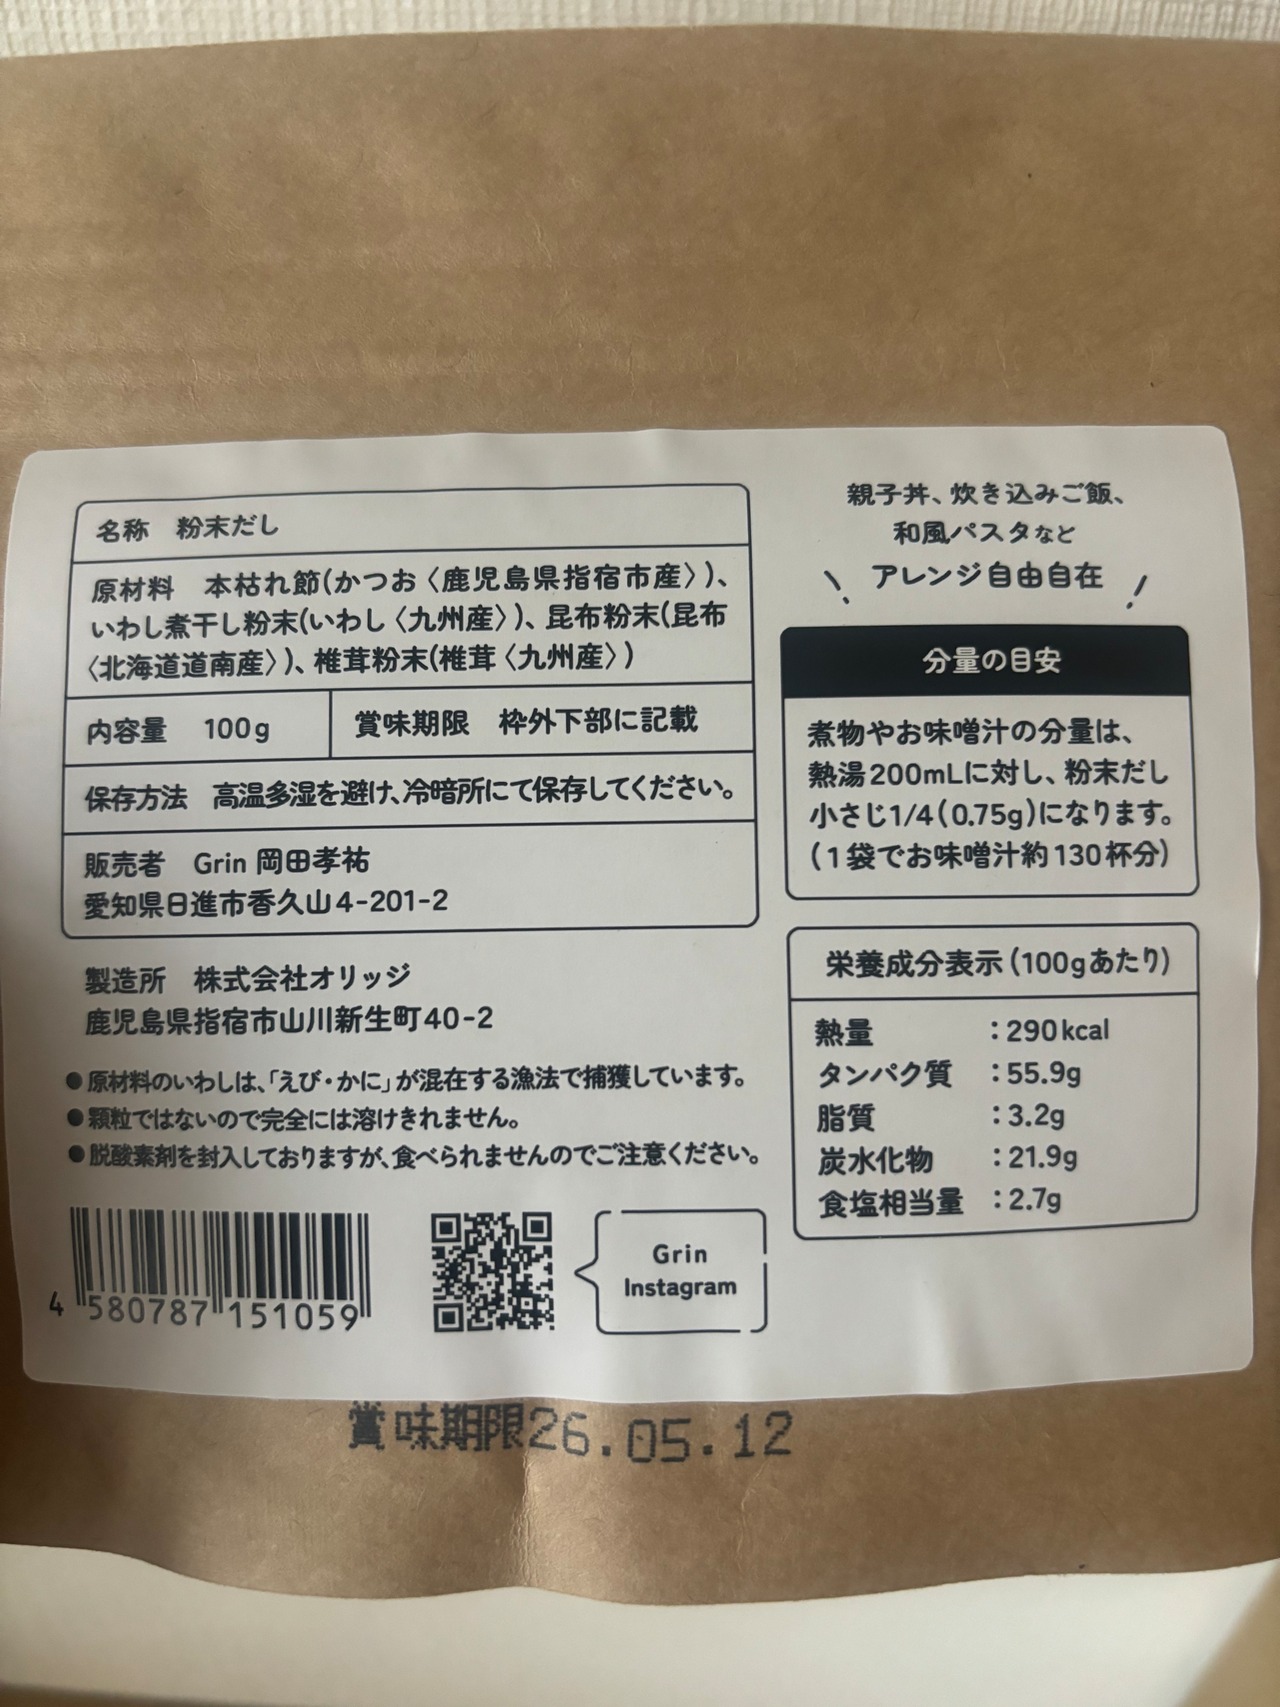 名称 粉末だし
原材料 本枯れ節(かつお〈鹿児島県指宿市産〉)、
いわし煮干し粉末(いわし〈九州産〉)、昆布粉末(昆布
〈北海道道南産〉)、椎茸粉末(椎茸〈九州産〉)
内容量 100g
賞味期限 枠外下部に記載
保存方法 高温多湿を避け、冷暗所にて保存してください。
販売者 Grin 岡田孝祐
愛知県日進市香久山4-201-2
製造所 株式会社オリッジ
鹿児島県指宿市山川新生町40-2
●原材料のいわしは、「えび・かに」が混在する漁法で捕獲しています。
●顆粒ではないので完全には溶けきれません。
●脱酸素剤を封入しておりますが、食べられませんのでご注意ください。
4 580787 151059
Grin
Instagram
親子丼、炊き込みご飯、
和風パスタなど
アレンジ自由自在
分量の目安
煮物やお味噌汁の分量は、
熱湯200mLに対し、粉末だし
小さじ1/4(0.75g)になります。
(1袋でお味噌汁約130杯分)
栄養成分表示(100gあたり)
熱量 :290kcal
タンパク質 :55.9g
脂質 :3.2g
炭水化物 :21.9g
食塩相当量 :2.7g
賞味期限26.05.12